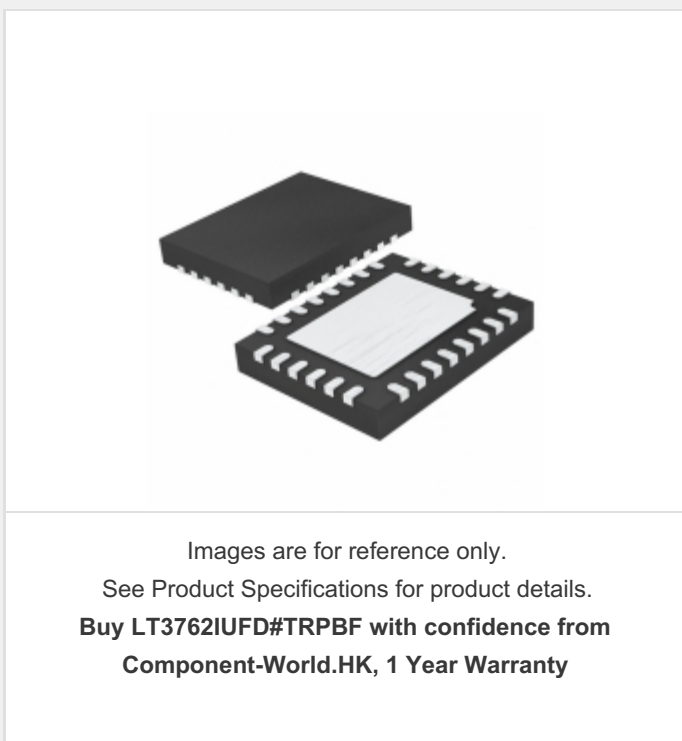 Images are for reference only.
See Product Specifications for product details.
Buy LT3762IUFD#TRPBF with confidence from
Component-World.HK, 1 Year Warranty